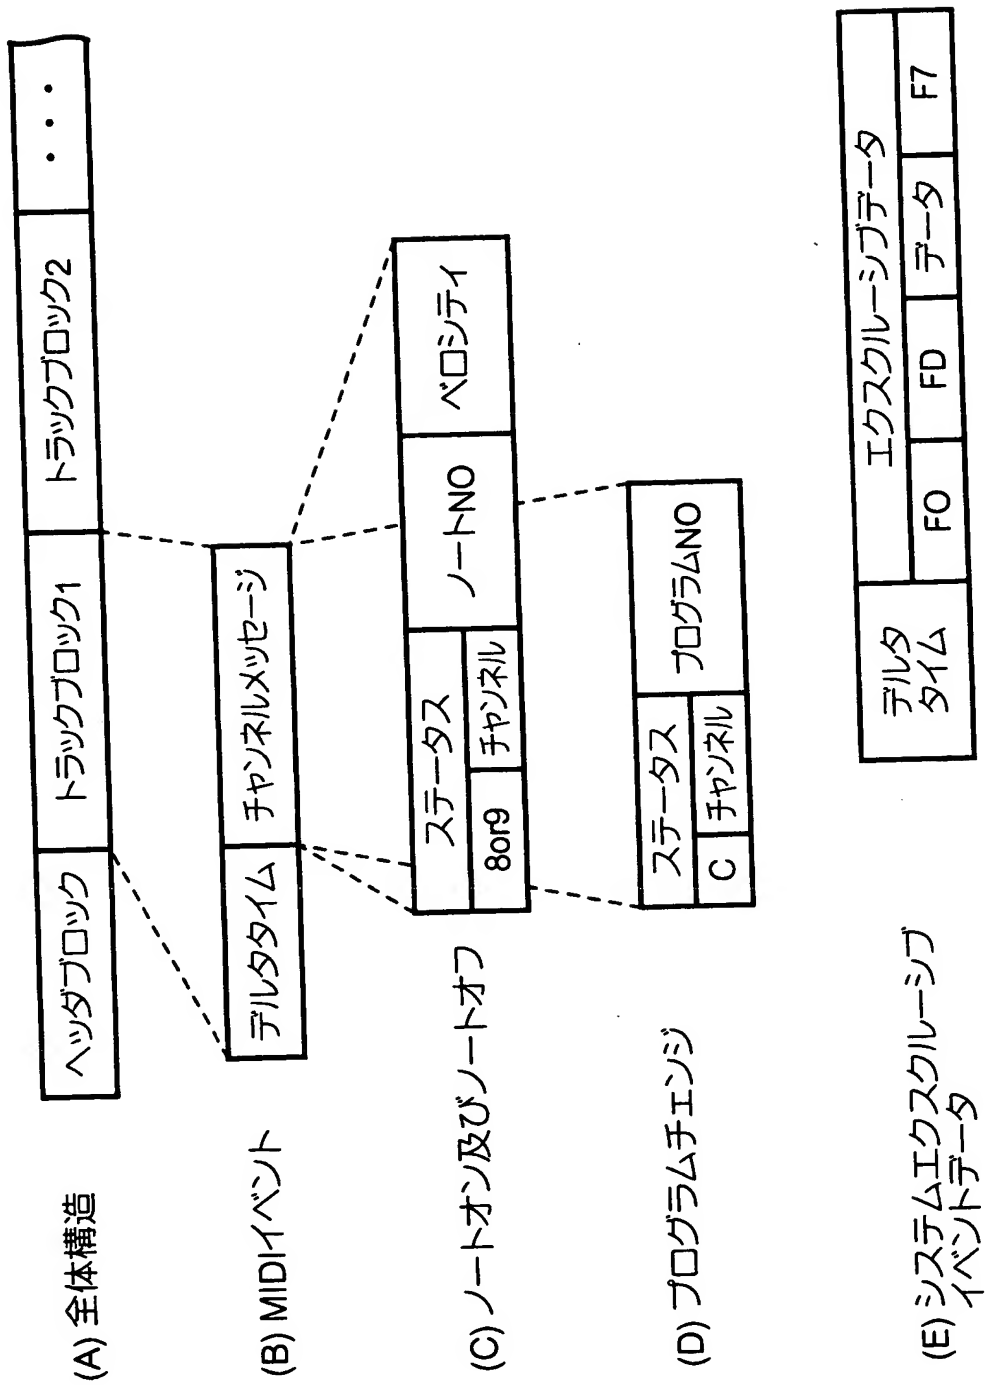 (A) 全体構造
ヘッダブロック
トラックブロック1
トラックブロック2
・・・
(B) MIDIイベント
デルタタイム
チャンネルメッセージ
(C) ノートオン及びノートオフ
ステータス
8or9
チャンネル
ノートNO
ベロシティ
(D) プログラムチェンジ
ステータス
C
チャンネル
プログラムNO
(E) システムエクスクルーシブ
イベントデータ
デルタ
タイム
エクスクルーシブデータ
F0
FD
データ
F7